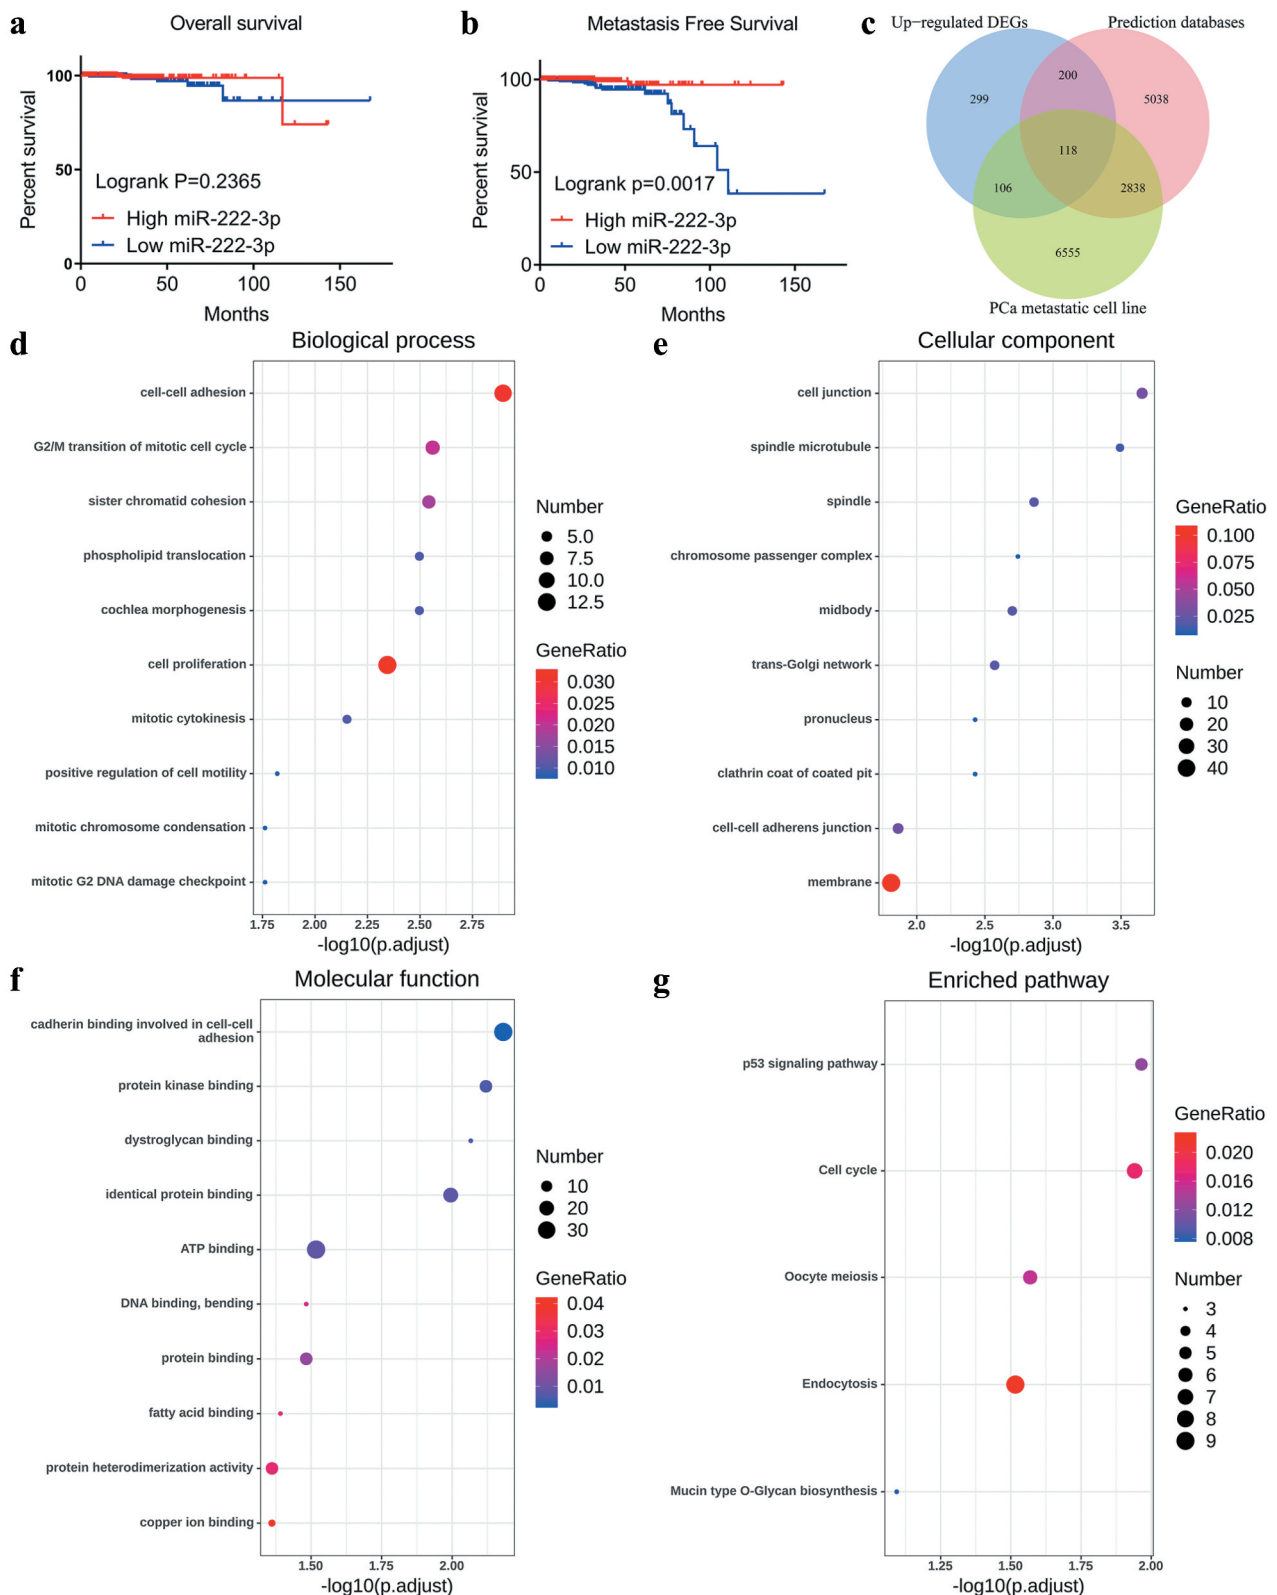 a
Overall survival
Percent survival
100
50
0
Logrank P=0.2365
High miR-222-3p
Low miR-222-3p
0
50
100
150
Months
b
Metastasis Free Survival
Percent survival
100
50
0
Logrank p=0.0017
High miR-222-3p
Low miR-222-3p
0
50
100
150
Months
c
Up−regulated DEGs
Prediction databases
299
200
5038
118
106
2838
6555
PCa metastatic cell line
d
Biological process
cell-cell adhesion
G2/M transition of mitotic cell cycle
sister chromatid cohesion
phospholipid translocation
cochlea morphogenesis
cell proliferation
mitotic cytokinesis
positive regulation of cell motility
mitotic chromosome condensation
mitotic G2 DNA damage checkpoint
1.75
2.00
2.25
2.50
2.75
-log10(p.adjust)
Number
5.0
7.5
10.0
12.5
GeneRatio
0.030
0.025
0.020
0.015
0.010
e
Cellular component
cell junction
spindle microtubule
spindle
chromosome passenger complex
midbody
trans-Golgi network
pronucleus
clathrin coat of coated pit
cell-cell adherens junction
membrane
2.0
2.5
3.0
3.5
-log10(p.adjust)
GeneRatio
0.100
0.075
0.050
0.025
Number
10
20
30
40
f
Molecular function
cadherin binding involved in cell-cell
adhesion
protein kinase binding
dystroglycan binding
identical protein binding
ATP binding
DNA binding, bending
protein binding
fatty acid binding
protein heterodimerization activity
copper ion binding
1.50
1.75
2.00
-log10(p.adjust)
Number
10
20
30
GeneRatio
0.04
0.03
0.02
0.01
g
Enriched pathway
p53 signaling pathway
Cell cycle
Oocyte meiosis
Endocytosis
Mucin type O-Glycan biosynthesis
1.25
1.50
1.75
2.00
-log10(p.adjust)
GeneRatio
0.020
0.016
0.012
0.008
Number
3
4
5
6
7
8
9